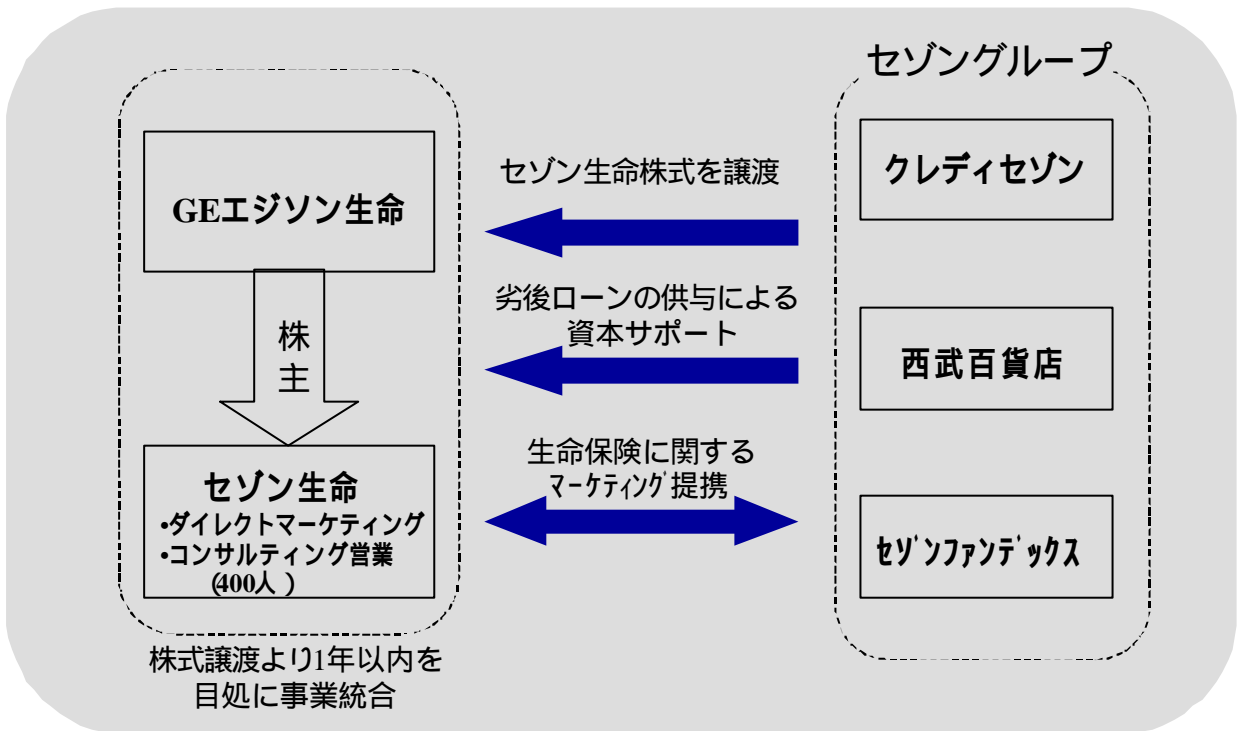 GEエジソン生命
株
主
セゾン生命
•ダイレクトマーケティング
•コンサルティング営業
(400人 )
株式譲渡より1年以内を
目処に事業統合
セゾン生命株式を譲渡
劣後ローンの供与による
資本サポート
生命保険に関する
ﾏｰｹﾃｨﾝｸﾞ提携
セゾングループ
クレディセゾン
西武百貨店
ｾｿﾞﾝﾌｧﾝﾃﾞｯｸｽ